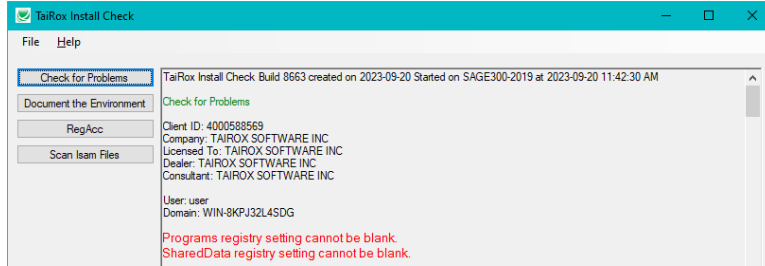 TaiRox Install Check
File Help
Check for Problems
Document the Environment
RegAcc
Scan Isam Files
TaiRox Install Check Build 8663 created on 2023-09-20 Started on SAGE300-2019 at 2023-09-20 11:42:30 AM
Check for Problems
Client ID: 4000588569
Company: TAIROX SOFTWARE INC
Licensed To: TAIROX SOFTWARE INC
Dealer: TAIROX SOFTWARE INC
Consultant: TAIROX SOFTWARE INC
User: user
Domain: WIN-8KPJ32L4SDG
Programs registry setting cannot be blank.
SharedData registry setting cannot be blank.